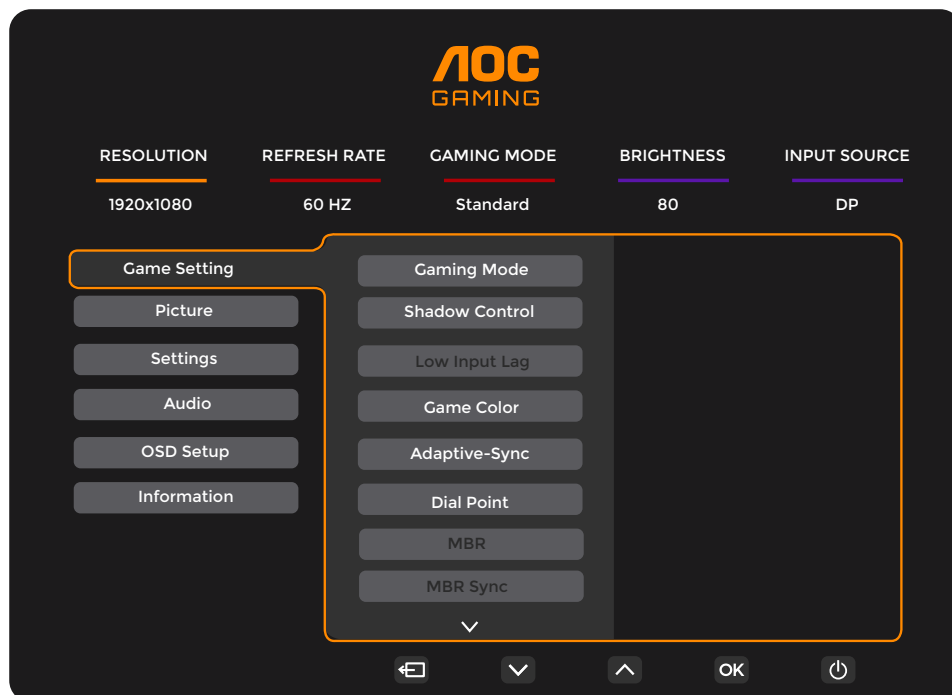 AOC
GAMING
RESOLUTION REFRESH RATE GAMING MODE BRIGHTNESS INPUT SOURCE
1920x1080 60 HZ Standard 80 DP
Game Setting
Picture
Settings
Audio
OSD Setup
Information
Gaming Mode
Shadow Control
Low Input Lag
Game Color
Adaptive-Sync
Dial Point
MBR
MBR Sync
OK